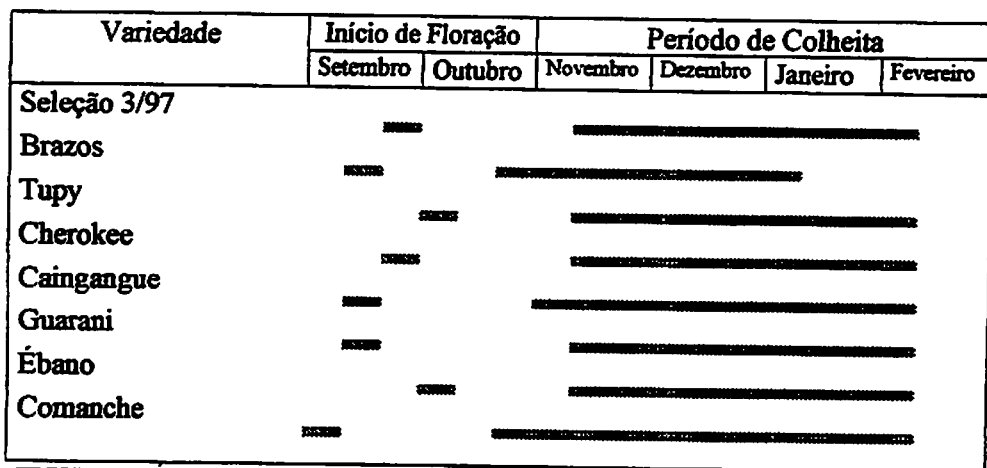 Variedade Início de Floração Período de Colheita
Setembro Outubro Novembro Dezembro Janeiro Fevereiro
Seleção 3/97
Brazos
Tupy
Cherokee
Caingangue
Guarani
Ébano
Comanche